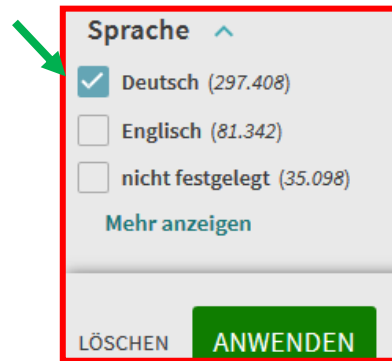 Sprache
Deutsch (297.408)
Englisch (81.342)
nicht festgelegt (35.098)
Mehr anzeigen
LÖSCHEN ANWENDEN